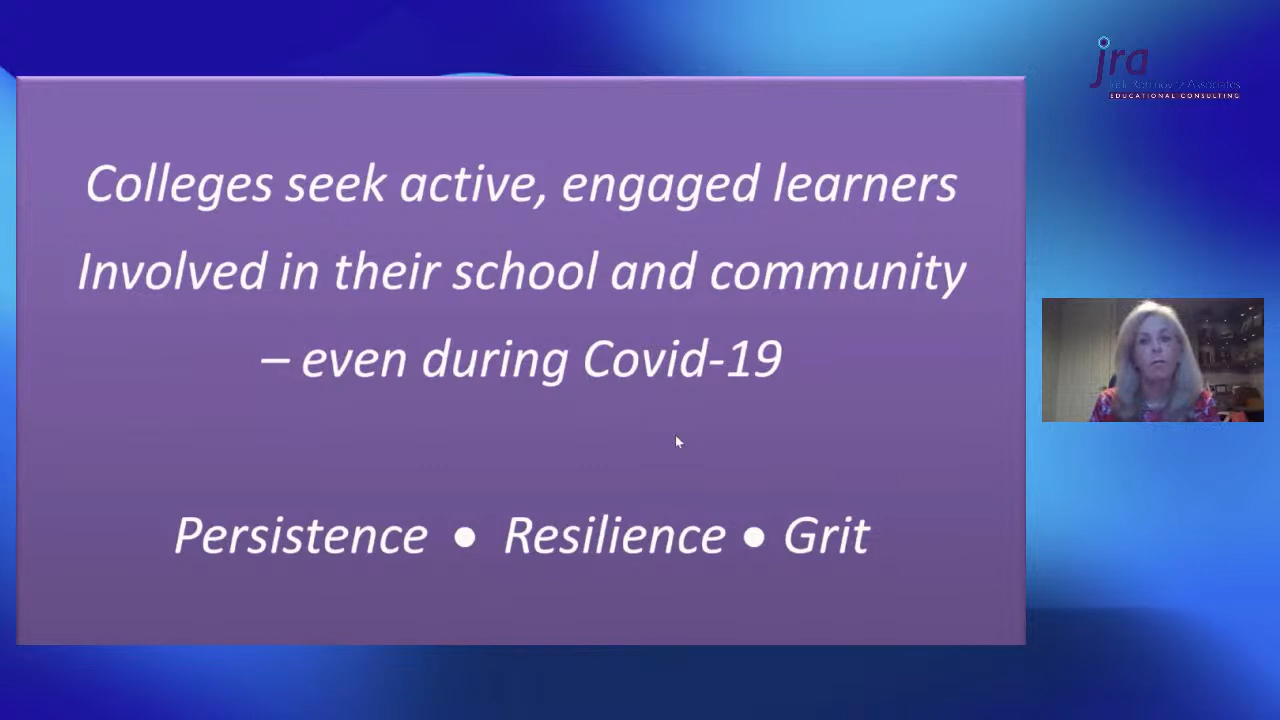 jra
Associates
EDUCATIONAL CONSULTING
Colleges seek active, engaged learners
Involved in their school and community
– even during Covid-19
Persistence • Resilience • Grit